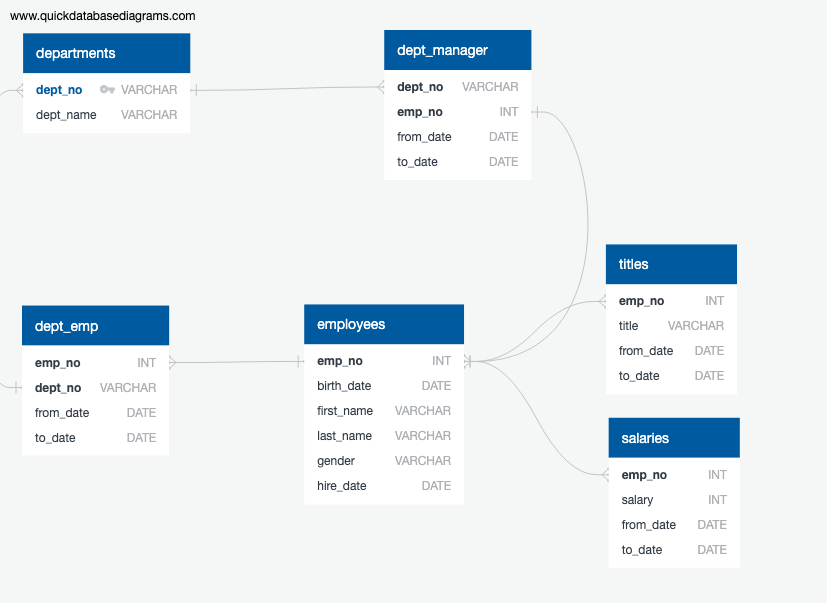 www.quickdatabasediagrams.com
departments
dept_no VARCHAR
dept_name VARCHAR
dept_manager
dept_no VARCHAR
emp_no INT
from_date DATE
to_date DATE
titles
emp_no INT
title VARCHAR
from_date DATE
to_date DATE
dept_emp
emp_no INT
dept_no VARCHAR
from_date DATE
to_date DATE
employees
emp_no INT
birth_date DATE
first_name VARCHAR
last_name VARCHAR
gender VARCHAR
hire_date DATE
salaries
emp_no INT
salary INT
from_date DATE
to_date DATE